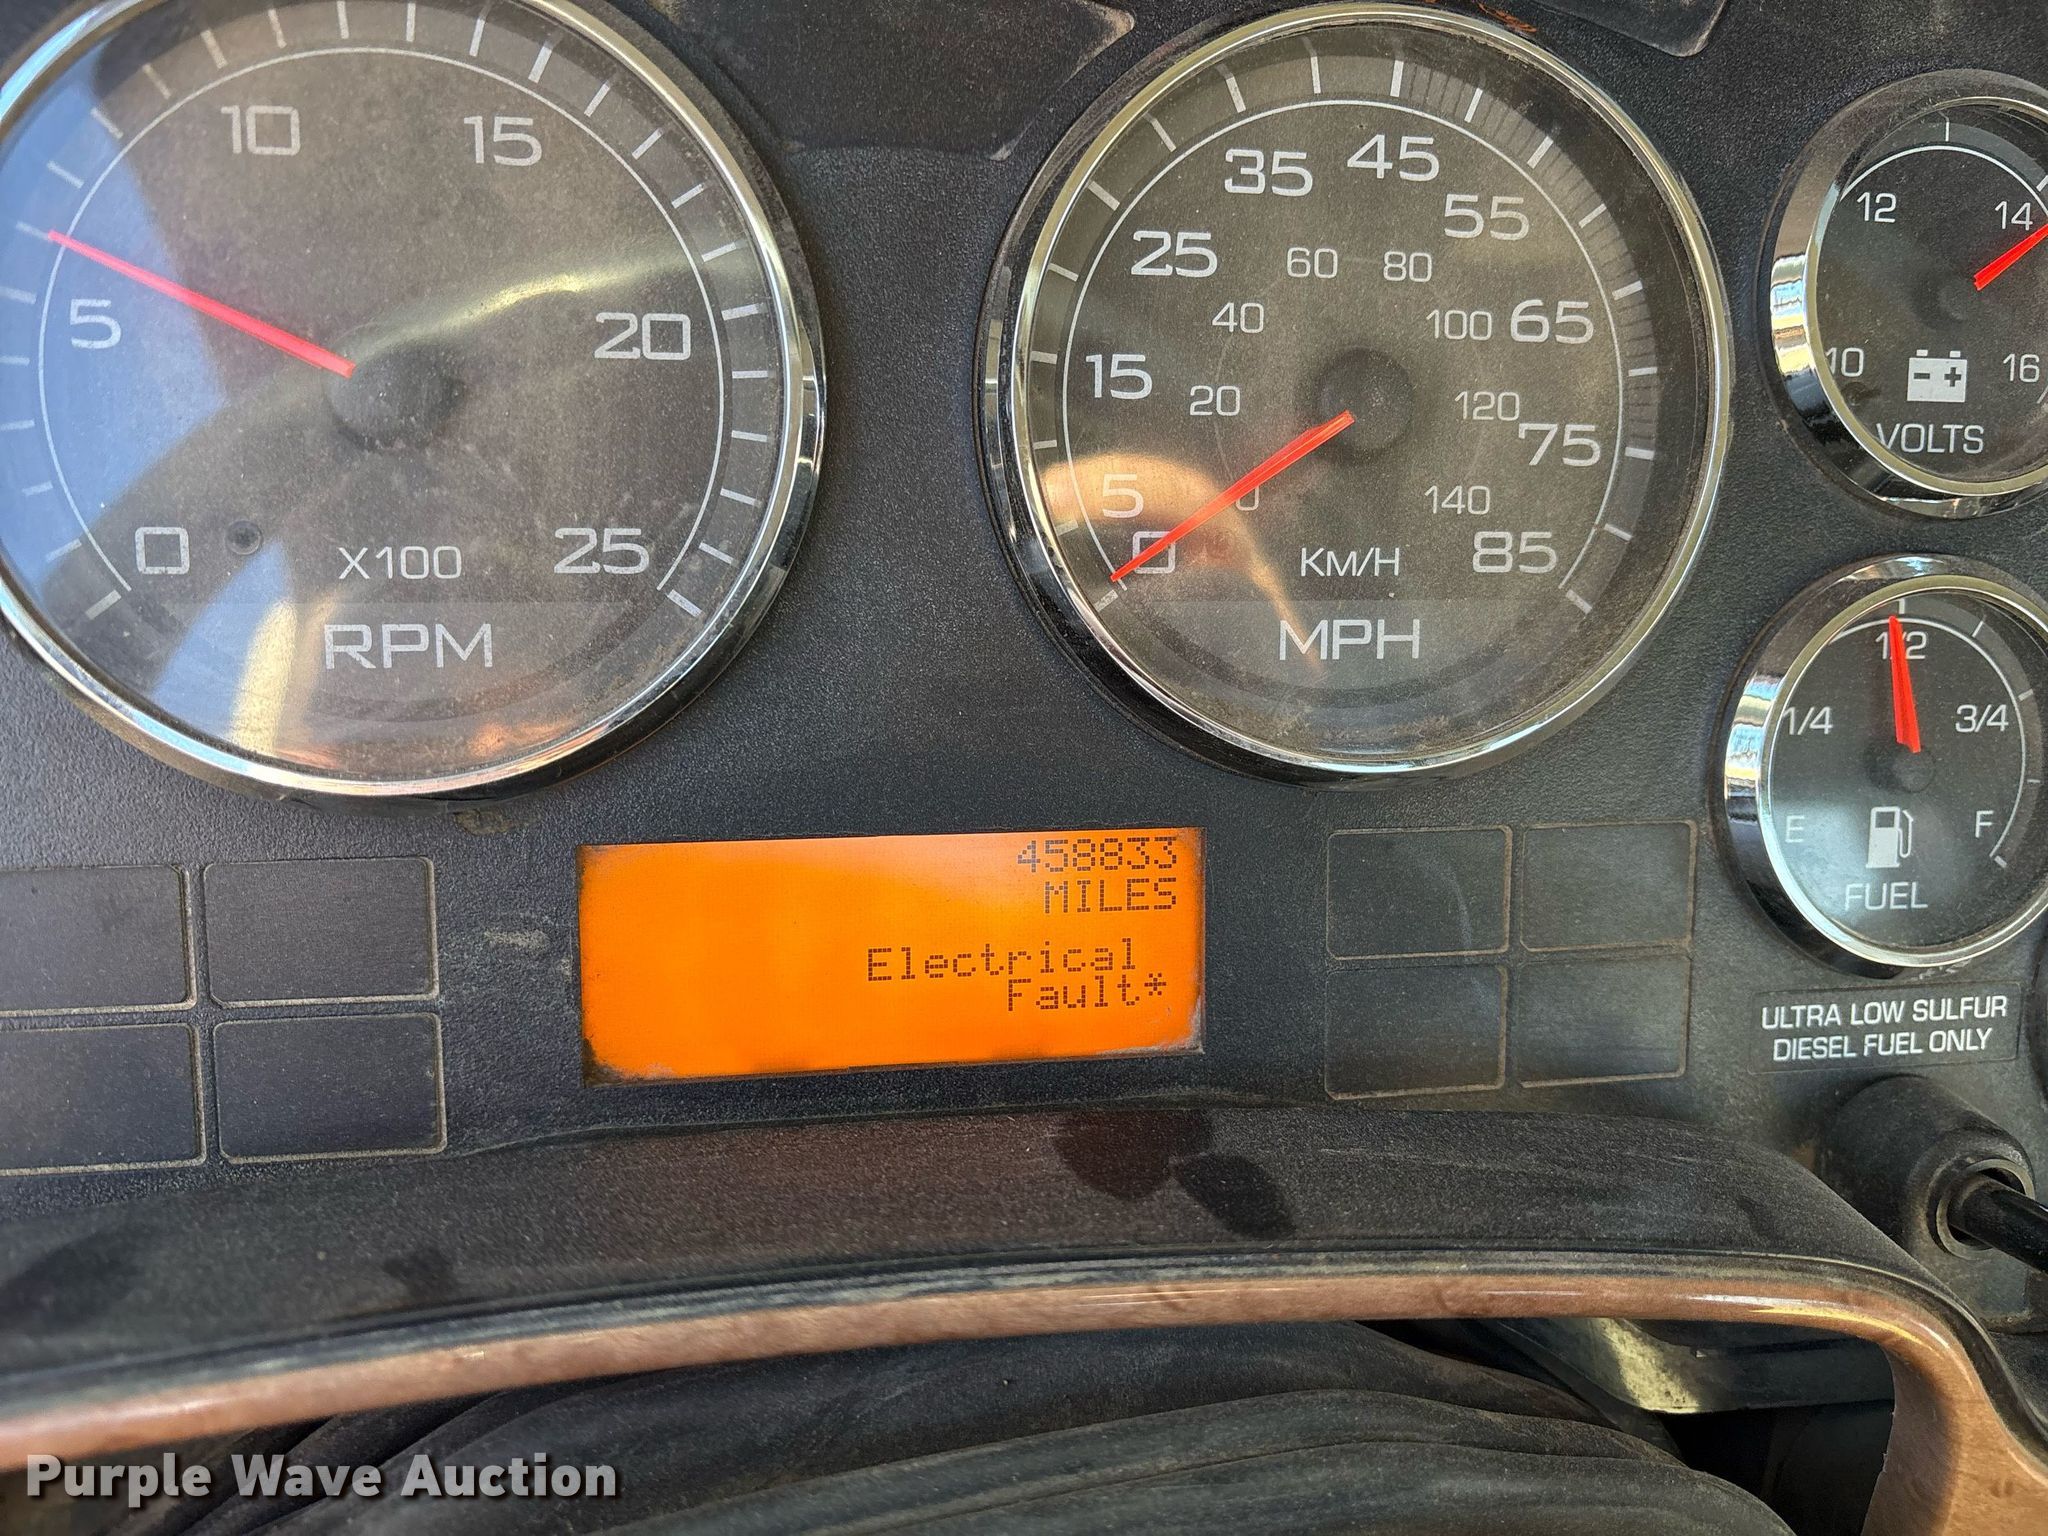 0
5
10
15
20
25
X100
RPM
0
5
15
25
35
45
55
65
75
85
0
20
40
60
80
100
120
140
KM/H
MPH
10
12
14
16
VOLTS
E
1/4
1/2
3/4
F
FUEL
458833
MILES
Electrical
Fault*
ULTRA LOW SULFUR
DIESEL FUEL ONLY
Purple Wave Auction